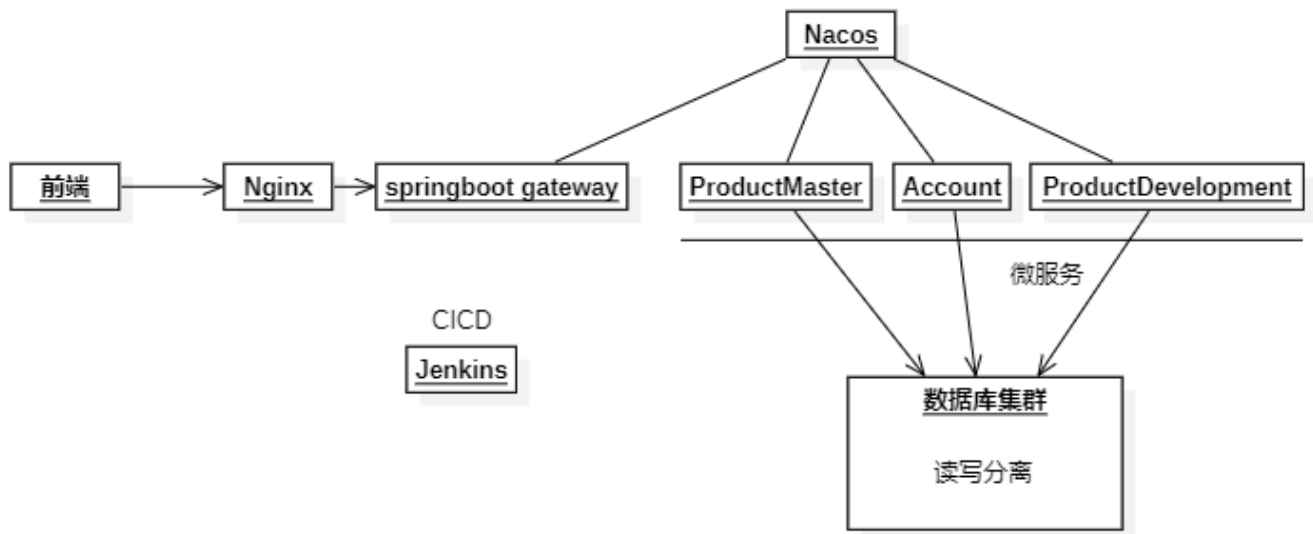 Nacos
前端
Nginx
springboot gateway
ProductMaster
Account
ProductDevelopment
微服务
CICD
Jenkins
数据库集群
读写分离